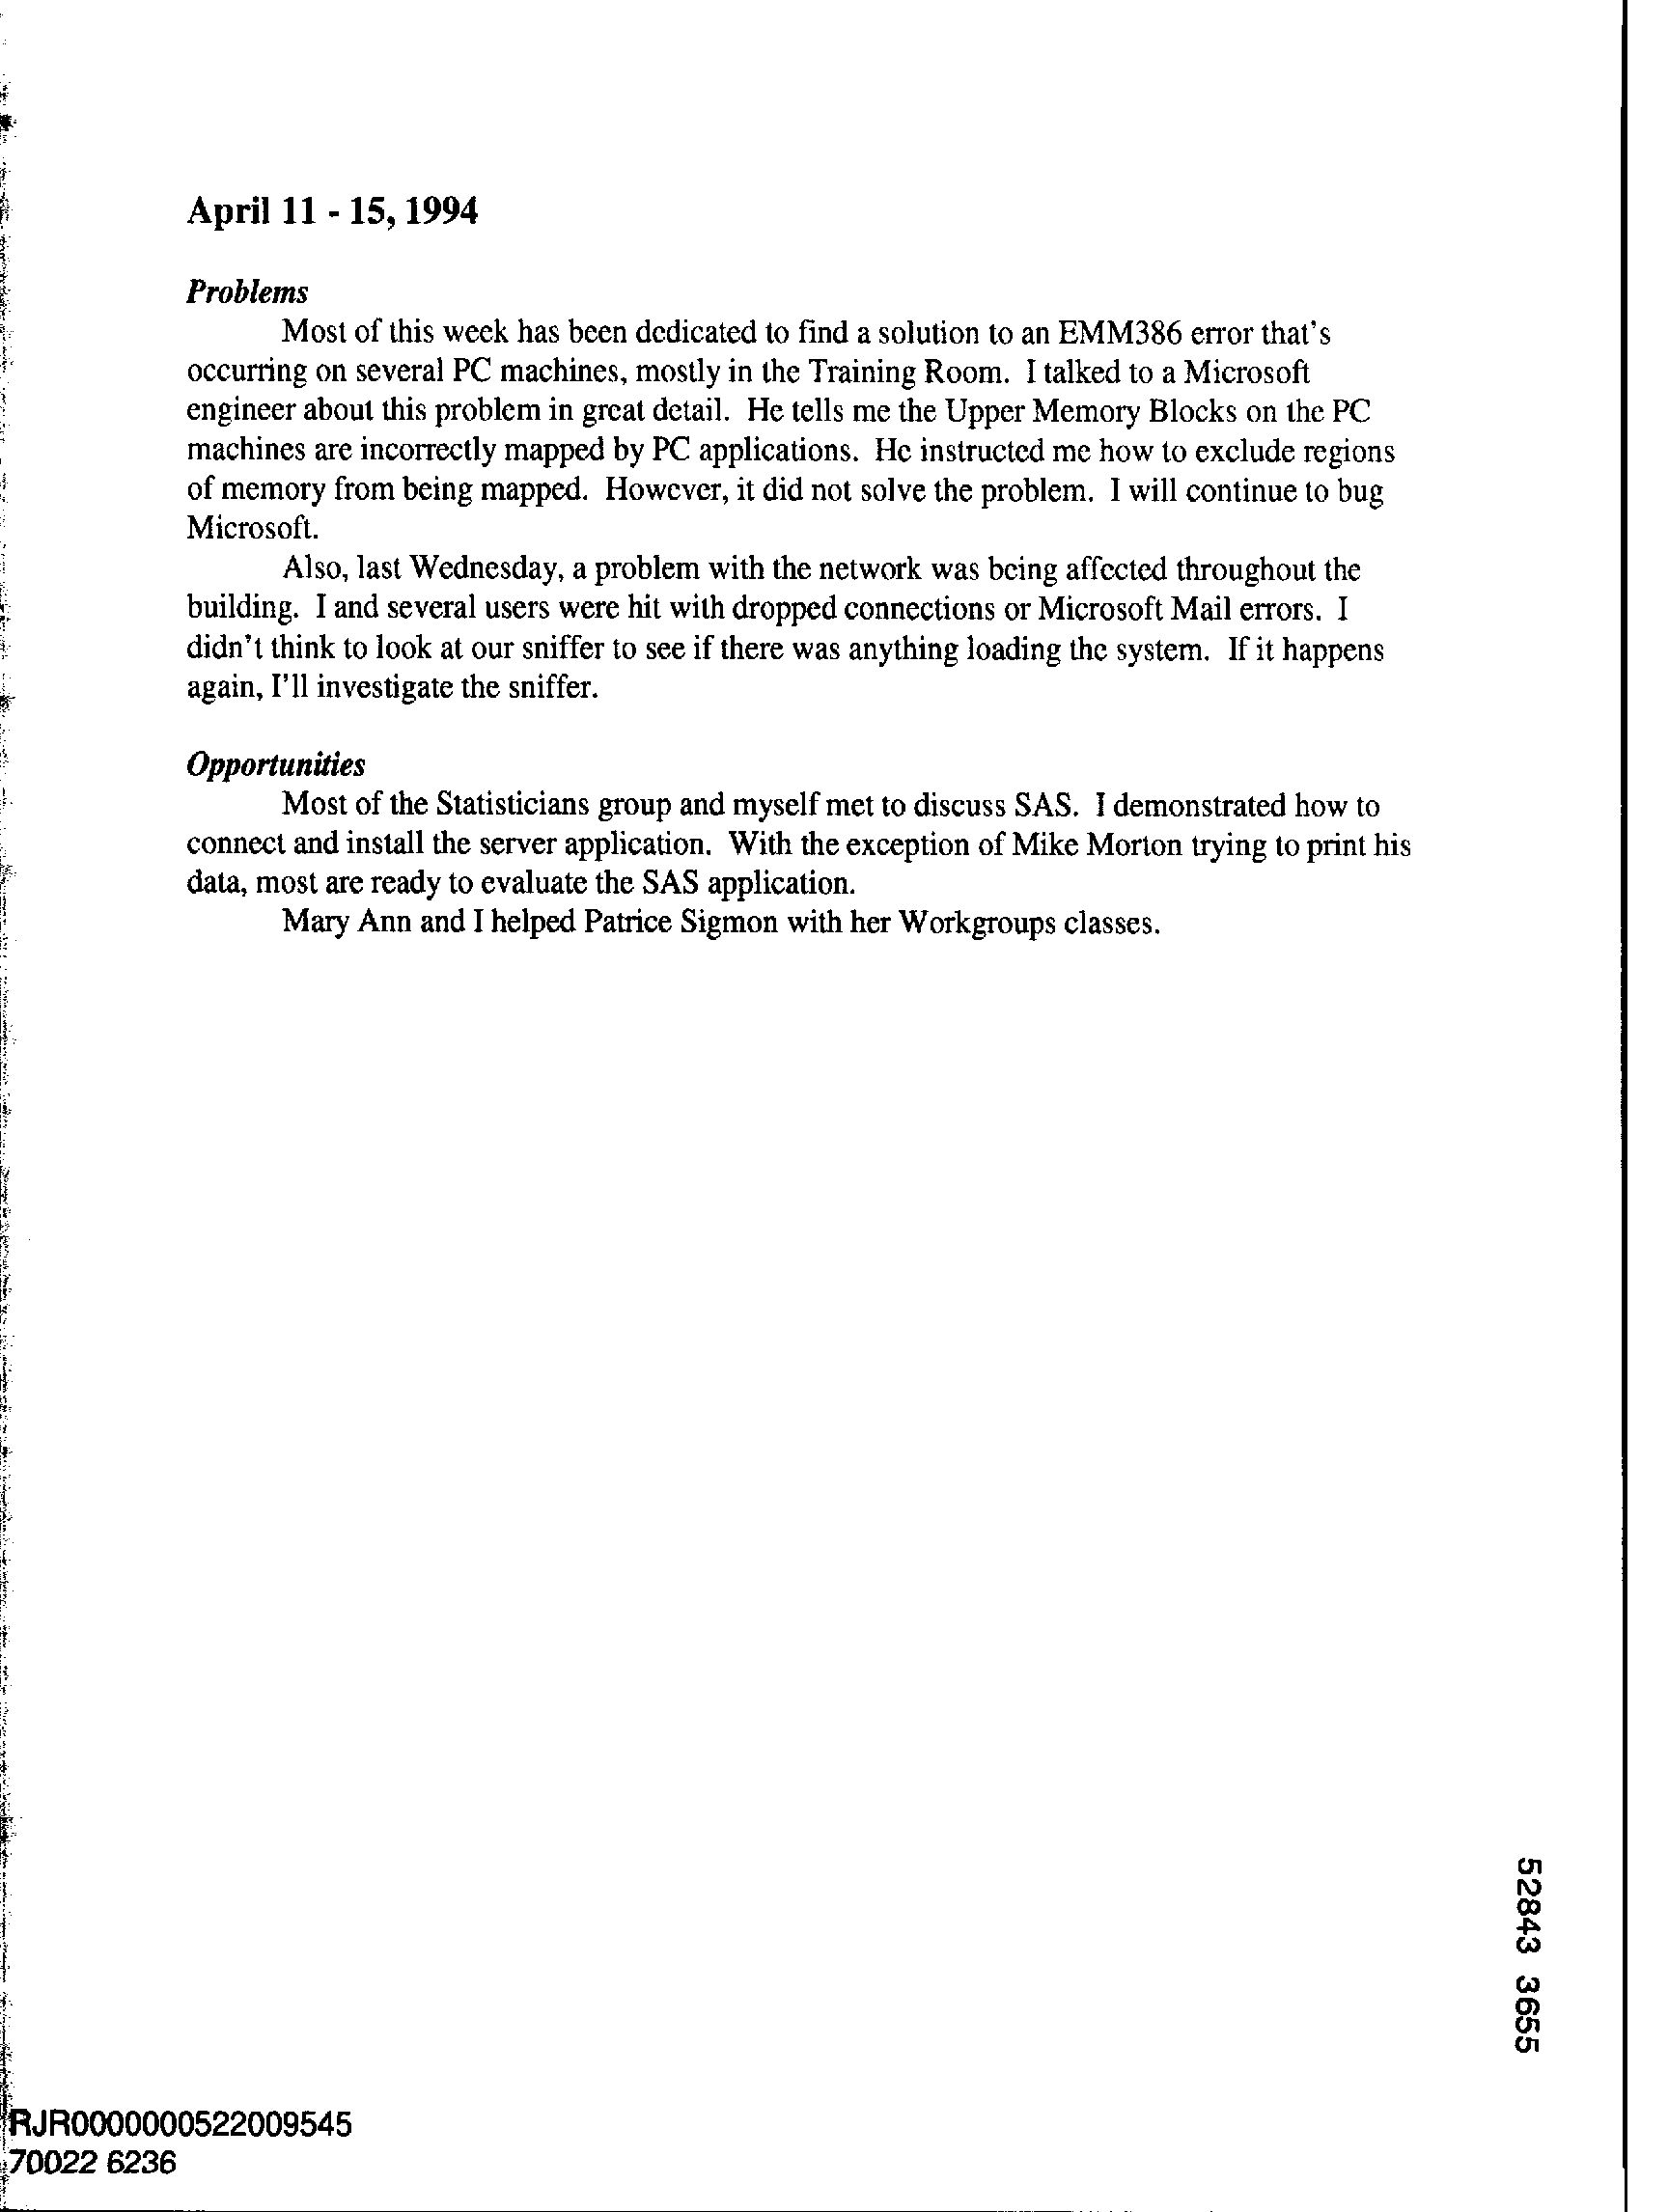 April 11 - 15, 1994
Problems
Most of this week has been dedicated to find a solution to an EMM386 error that's
occurring on several PC machines, mostly in the Training Room. I talked to a Microsoft
engineer about this problem in great detail. He tells me the Upper Memory Blocks on the PC
machines are incorrectly mapped by PC applications. He instructed me how to exclude regions
of memory from being mapped. However, it did not solve the problem. I will continue to bug
Microsoft.
Also, last Wednesday, a problem with the network was being affected throughout the
building. I and several users were hit with dropped connections or Microsoft Mail errors. I
didn't think to look at our sniffer to see if there was anything loading the system. If it happens
again, I'll investigate the sniffer.
Opportunities
Most of the Statisticians group and myself met to discuss SAS. I demonstrated how to
connect and install the server application. With the exception of Mike Morton trying to print his
data, most are ready to evaluate the SAS application.
Mary Ann and I helped Patrice Sigmon with her Workgroups classes.
52843 3655
RJR0000000522009545
70022 6236